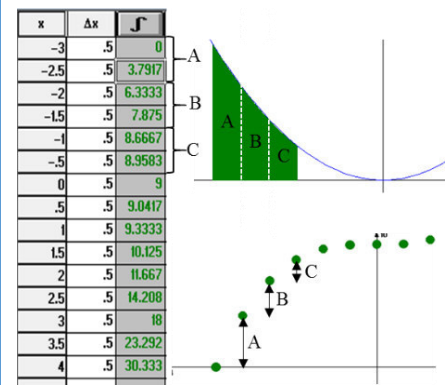 x Δx ∫
-3 .5 0
-2.5 .5 3.7917
-2 .5 6.3333
-1.5 .5 7.875
-1 .5 8.6667
-.5 .5 8.9583
0 .5 9
.5 .5 9.0417
1 .5 9.3333
1.5 .5 10.125
2 .5 11.667
2.5 .5 14.208
3 .5 18
3.5 .5 23.292
4 .5 30.333
A
B
C
A B C
C
B
A